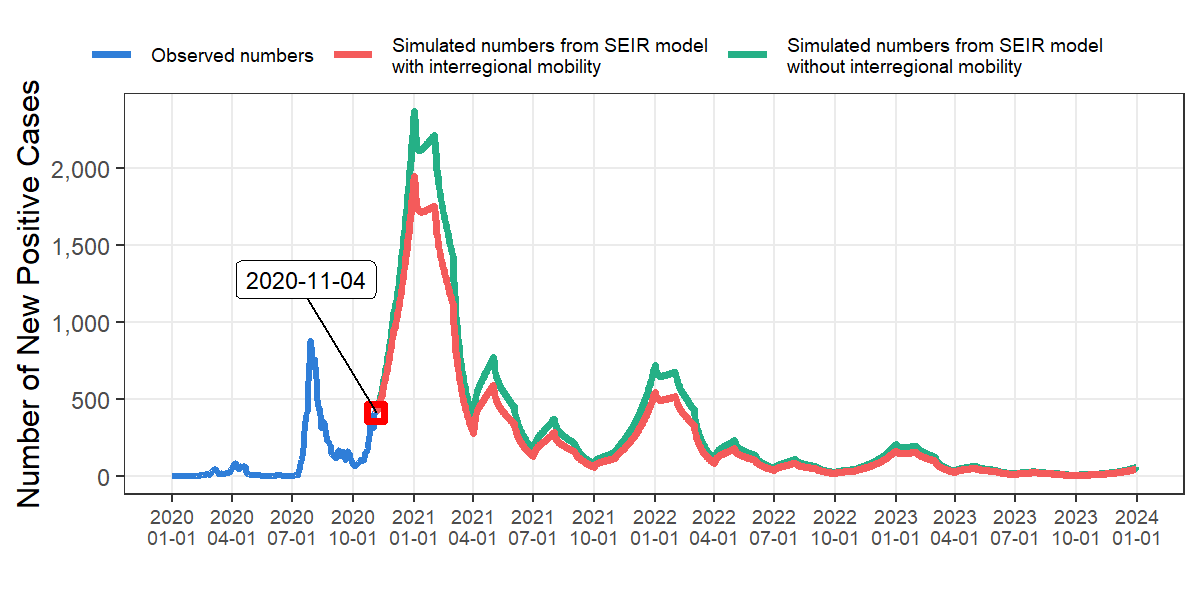 Observed numbers
Simulated numbers from SEIR model
with interregional mobility
Simulated numbers from SEIR model
without interregional mobility
Number of New Positive Cases
2,000
1,500
1,000
500
0
2020-11-04
2020 2020 2020 2020 2021 2021 2021 2021 2022 2022 2022 2022 2023 2023 2023 2023 2024
01-01 04-01 07-01 10-01 01-01 04-01 07-01 10-01 01-01 04-01 07-01 10-01 01-01 04-01 07-01 10-01 01-01